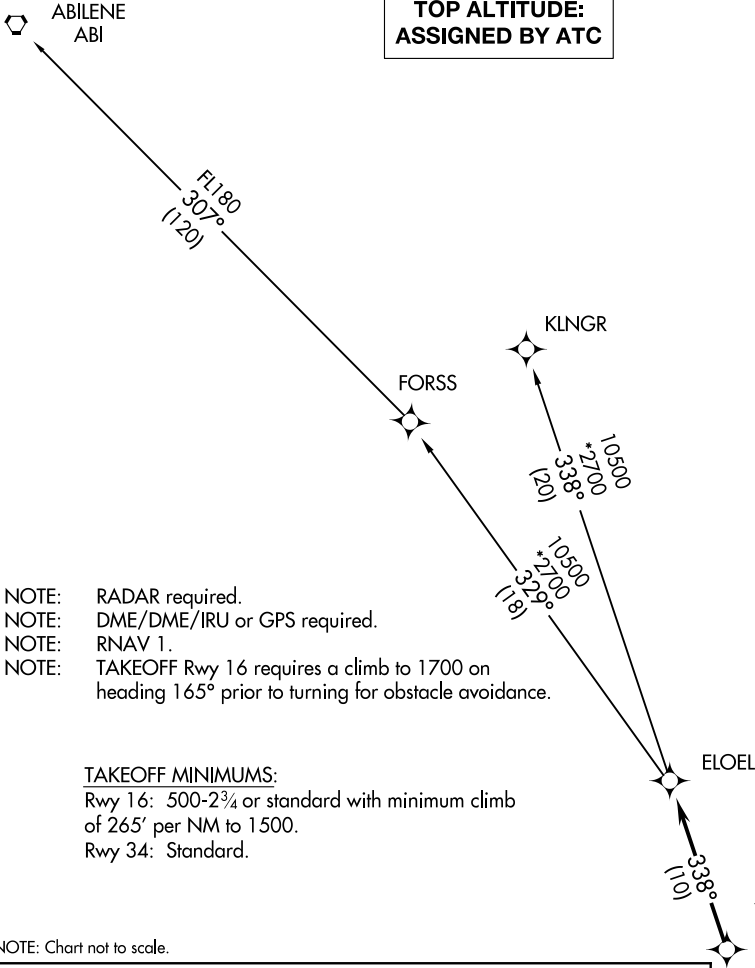 ABILENE
ABI
TOP ALTITUDE:
ASSIGNED BY ATC
FL180
307°
(120)
KLNGR
FORSS
10500
*2700
338°
(20)
10500
*2700
329°
(18)
NOTE: RADAR required.
NOTE: DME/DME/IRU or GPS required.
NOTE: RNAV 1.
NOTE: TAKEOFF Rwy 16 requires a climb to 1700 on
heading 165° prior to turning for obstacle avoidance.
ELOEL
TAKEOFF MINIMUMS:
Rwy 16: 500-2¾ or standard with minimum climb
of 265' per NM to 1500.
Rwy 34: Standard.
338°
(10)
NOTE: Chart not to scale.